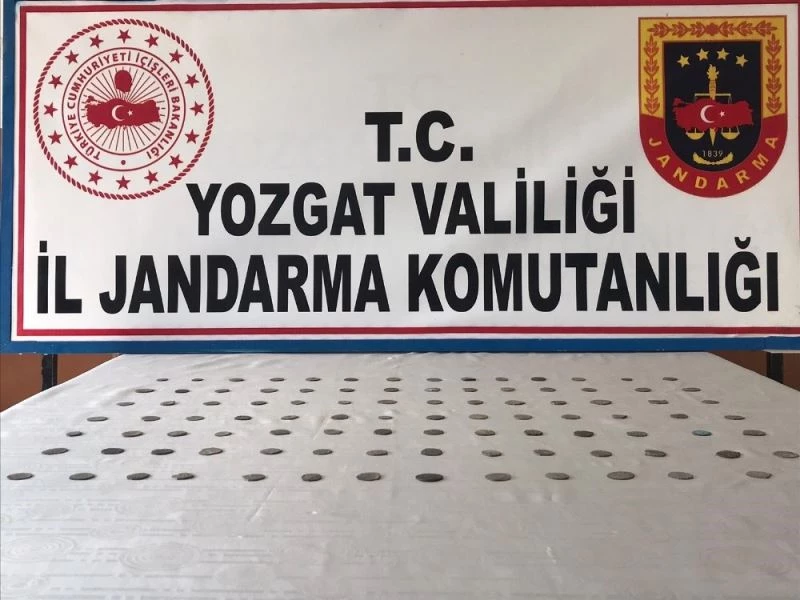 TÜRKİYE CUMHURİYETİ İÇİŞLERİ BAKANLIĞI
1839
JANDARMA
T.C.
YOZGAT VALİLİĞİ
İL JANDARMA KOMUTANLIĞI